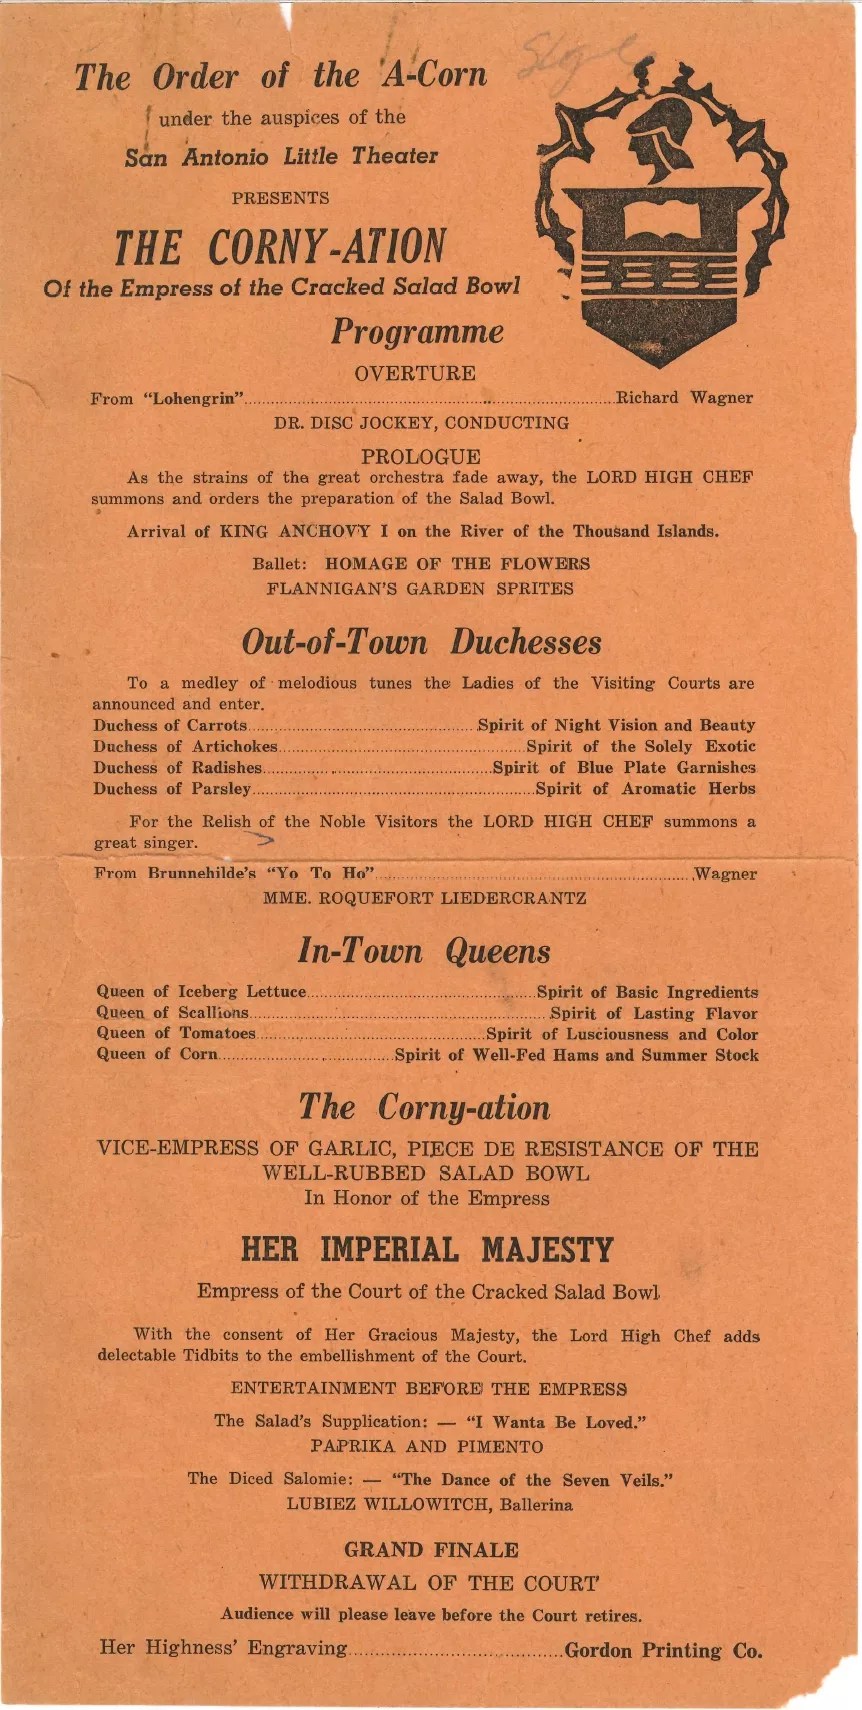 The Order of the A-Corn
under the auspices of the
San Antonio Little Theater
PRESENTS
THE CORNY-ATION
Of the Empress of the Cracked Salad Bowl
Programme
OVERTURE
From "Lohengrin"........Richard Wagner
DR. DISC JOCKEY, CONDUCTING
PROLOGUE
As the strains of the great orchestra fade away, the LORD HIGH CHEF
summons and orders the preparation of the Salad Bowl.
Arrival of KING ANCHOVY I on the River of the Thousand Islands.
Ballet: HOMAGE OF THE FLOWERS
FLANNIGAN'S GARDEN SPRITES
Out-of-Town Duchesses
To a medley of melodious tunes the Ladies of the Visiting Courts are
announced and enter.
Duchess of Carrots........Spirit of Night Vision and Beauty
Duchess of Artichokes........Spirit of the Solely Exotic
Duchess of Radishes........Spirit of Blue Plate Garnishes
Duchess of Parsley........Spirit of Aromatic Herbs
For the Relish of the Noble Visitors the LORD HIGH CHEF summons a
great singer.
From Brunnehilde's "Yo To Ho"........Wagner
MME. ROQUEFORT LIEDERCRANTZ
In-Town Queens
Queen of Iceberg Lettuce........Spirit of Basic Ingredients
Queen of Scallions........Spirit of Lasting Flavor
Queen of Tomatoes........Spirit of Lusciousness and Color
Queen of Corn........Spirit of Well-Fed Hams and Summer Stock
The Corny-ation
VICE-EMPRESS OF GARLIC, PIECE DE RESISTANCE OF THE
WELL-RUBBED SALAD BOWL
In Honor of the Empress
HER IMPERIAL MAJESTY
Empress of the Court of the Cracked Salad Bowl
With the consent of Her Gracious Majesty, the Lord High Chef adds
delectable Tidbits to the embellishment of the Court.
ENTERTAINMENT BEFORE THE EMPRESS
The Salad's Supplication: — "I Wanta Be Loved."
PAPRIKA AND PIMENTO
The Diced Salomie: — "The Dance of the Seven Veils."
LUBIEZ WILLOWITCH, Ballerina
GRAND FINALE
WITHDRAWAL OF THE COURT
Audience will please leave before the Court retires.
Her Highness' Engraving........Gordon Printing Co.